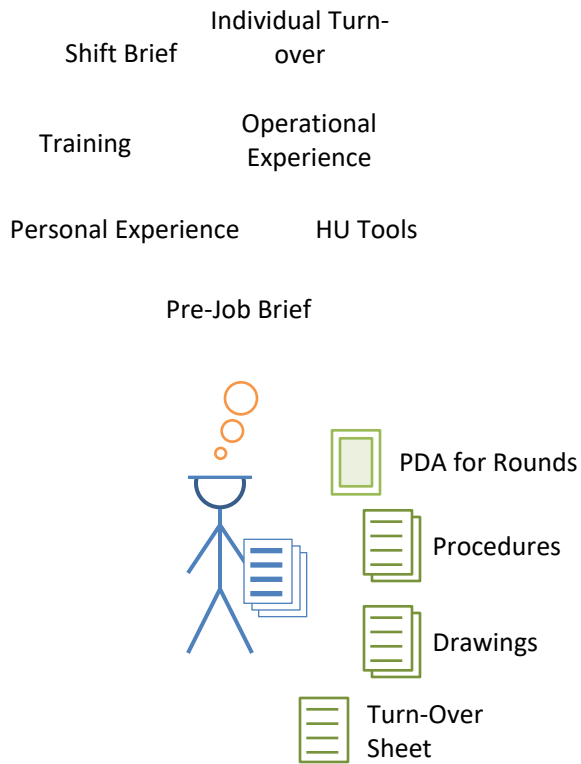 Individual Turn-
over
Shift Brief
Training
Operational
Experience
Personal Experience
HU Tools
Pre-Job Brief
PDA for Rounds
Procedures
Drawings
Turn-Over
Sheet